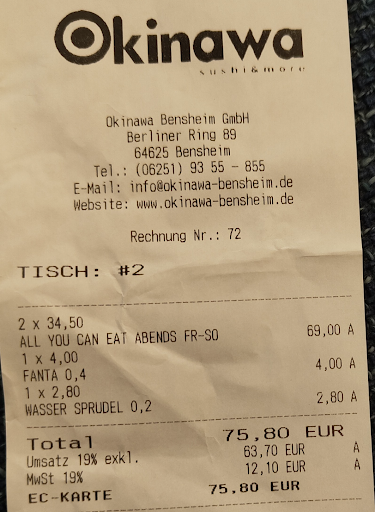 Okinawa
sushi & more
Okinawa Bensheim GmbH
Berliner Ring 89
64625 Bensheim
Tel.: (06251) 93 55 - 855
E-Mail: info@okinawa-bensheim.de
Website: www.okinawa-bensheim.de
Rechnung Nr.: 72
TISCH: #2
2 x 34,50
ALL YOU CAN EAT ABENDS FR-SO 69,00 A
1 x 4,00
FANTA 0,4 4,00 A
1 x 2,80
WASSER SPRUDEL 0,2 2,80 A
Total 75,80 EUR
Umsatz 19% exkl. 63,70 EUR A
MwSt 19% 12,10 EUR A
EC-KARTE 75,80 EUR